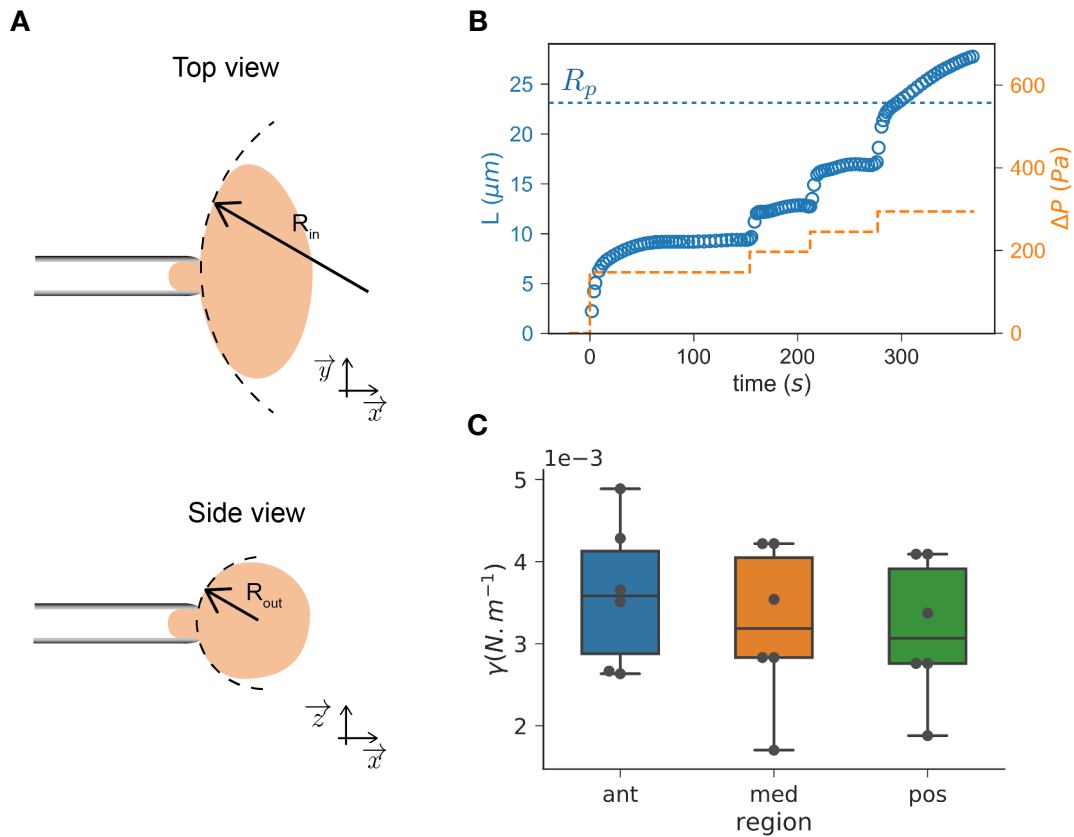 A
Top view
R_in
y
x
Side view
R_out
z
x
B
R_p
L (μm)
25
20
15
10
5
0
600
400
200
0
ΔP (Pa)
0 100 200 300
time (s)
C
1e−3
γ(N.m⁻¹)
5
4
3
2
ant med pos
region